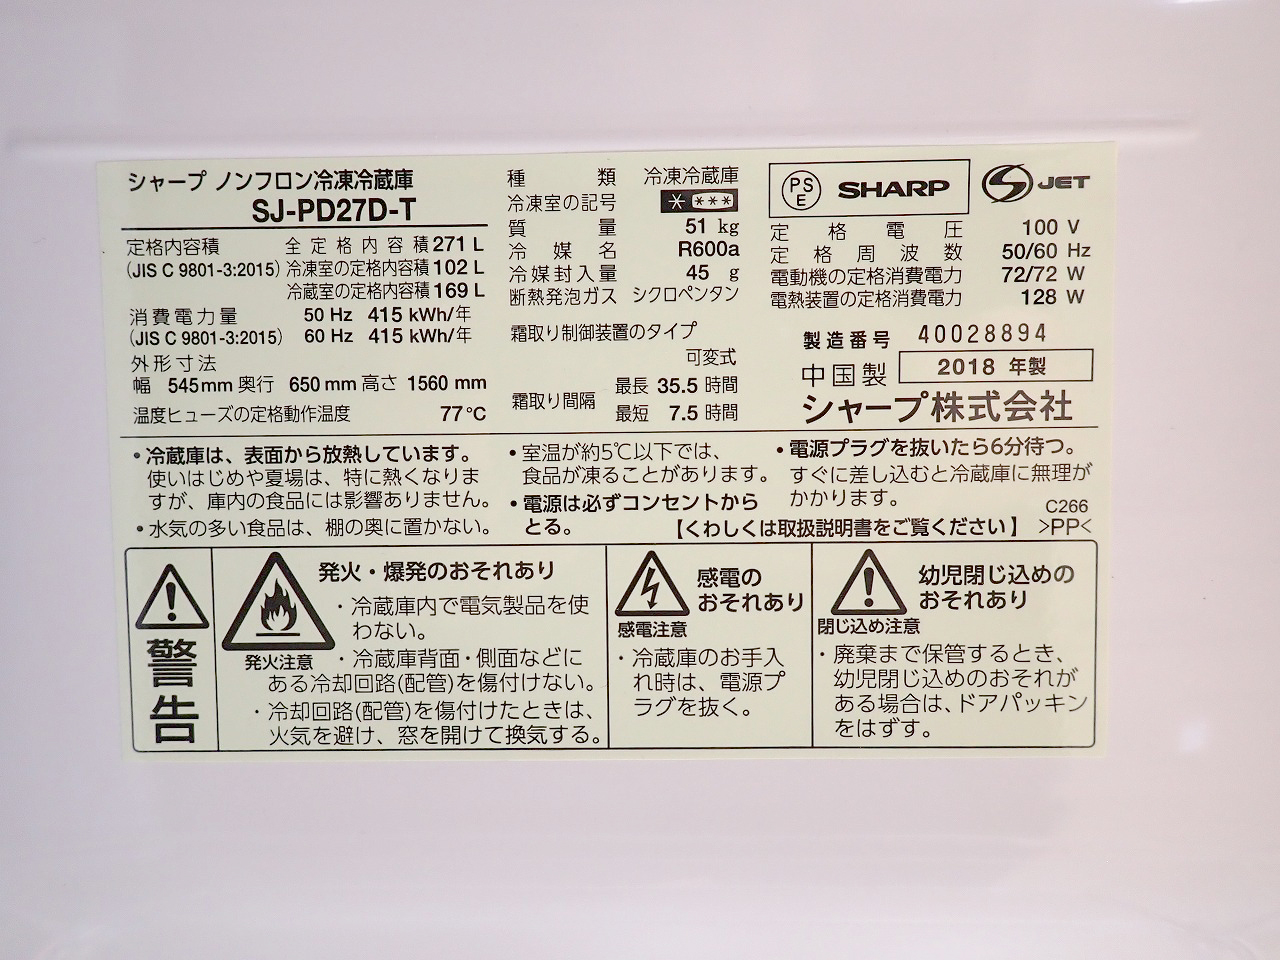 シャープ ノンフロン冷凍冷蔵庫
SJ-PD27D-T
定格内容積 全定格内容積 271 L
(JIS C 9801-3:2015) 冷凍室の定格内容積 102 L
冷蔵室の定格内容積 169 L
消費電力量 50 Hz 415 kWh/年
(JIS C 9801-3:2015) 60 Hz 415 kWh/年
外形寸法
幅 545mm 奥行 650mm 高さ 1560 mm
温度ヒューズの定格動作温度 77℃
種類 冷凍冷蔵庫
冷凍室の記号 * ***
質量 51 kg
冷媒名 R600a
冷媒封入量 45 g
断熱発泡ガス シクロペンタン
霜取り制御装置のタイプ
可変式
霜取り間隔 最長 35.5 時間
最短 7.5 時間
PS
E
SHARP
S JET
定格電圧 100 V
定格周波数 50/60 Hz
電動機の定格消費電力 72/72 W
電熱装置の定格消費電力 128 W
製造番号 40028894
中国製 2018 年製
シャープ株式会社
・冷蔵庫は、表面から放熱しています。
使いはじめや夏場は、特に熱くなりま
すが、庫内の食品には影響ありません。
・水気の多い食品は、棚の奥に置かない。
・室温が約5℃以下では、
食品が凍ることがあります。
・電源は必ずコンセントから
とる。
・電源プラグを抜いたら6分待つ。
すぐに差し込むと冷蔵庫に無理が
かかります。
C266
【くわしくは取扱説明書をご覧ください】 >PP<
警告
発火・爆発のおそれあり
発火注意
・冷蔵庫内で電気製品を使
わない。
・冷蔵庫背面・側面などに
ある冷却回路(配管)を傷付けない。
・冷却回路(配管)を傷付けたときは、
火気を避け、窓を開けて換気する。
感電の
おそれあり
感電注意
・冷蔵庫のお手入
れ時は、電源プ
ラグを抜く。
幼児閉じ込めの
おそれあり
閉じ込め注意
・廃棄まで保管するとき、
幼児閉じ込めのおそれが
ある場合は、ドアパッキン
をはずす。